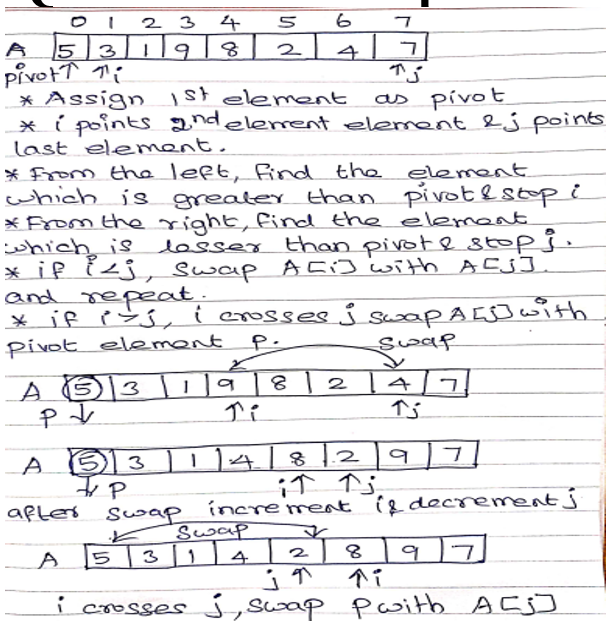 0 1 2 3 4 5 6 7
A 5 3 1 9 8 2 4 7
pivot↑ ↑i ↑j
* Assign 1st element as pivot
* i points 2nd element element & j points
last element.
* From the left, find the element
which is greater than pivot & stop i
* From the right, find the element
which is lesser than pivot & stop j.
* if i<j, swap A[i] with A[j].
and repeat.
* if i>j, i crosses j swap A[j] with
pivot element P. swap
A 5 3 1 9 8 2 4 7
P ↓ ↑i ↑j
A 5 3 1 4 8 2 9 7
↓ P i↑ ↑j
after swap increment i & decrement j
swap
A 5 3 1 4 2 8 9 7
j ↑ ↑i
i crosses j, swap P with A[j]